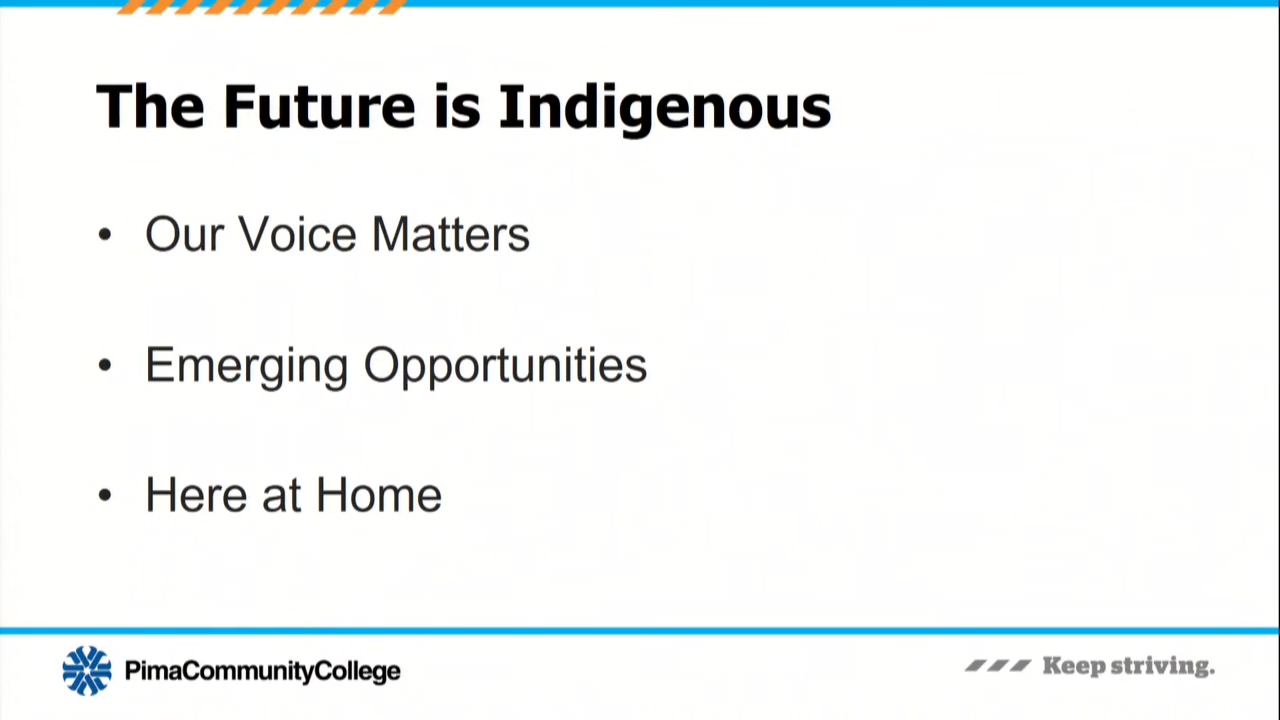 The Future is Indigenous
• Our Voice Matters
• Emerging Opportunities
• Here at Home
PimaCommunityCollege
Keep striving.